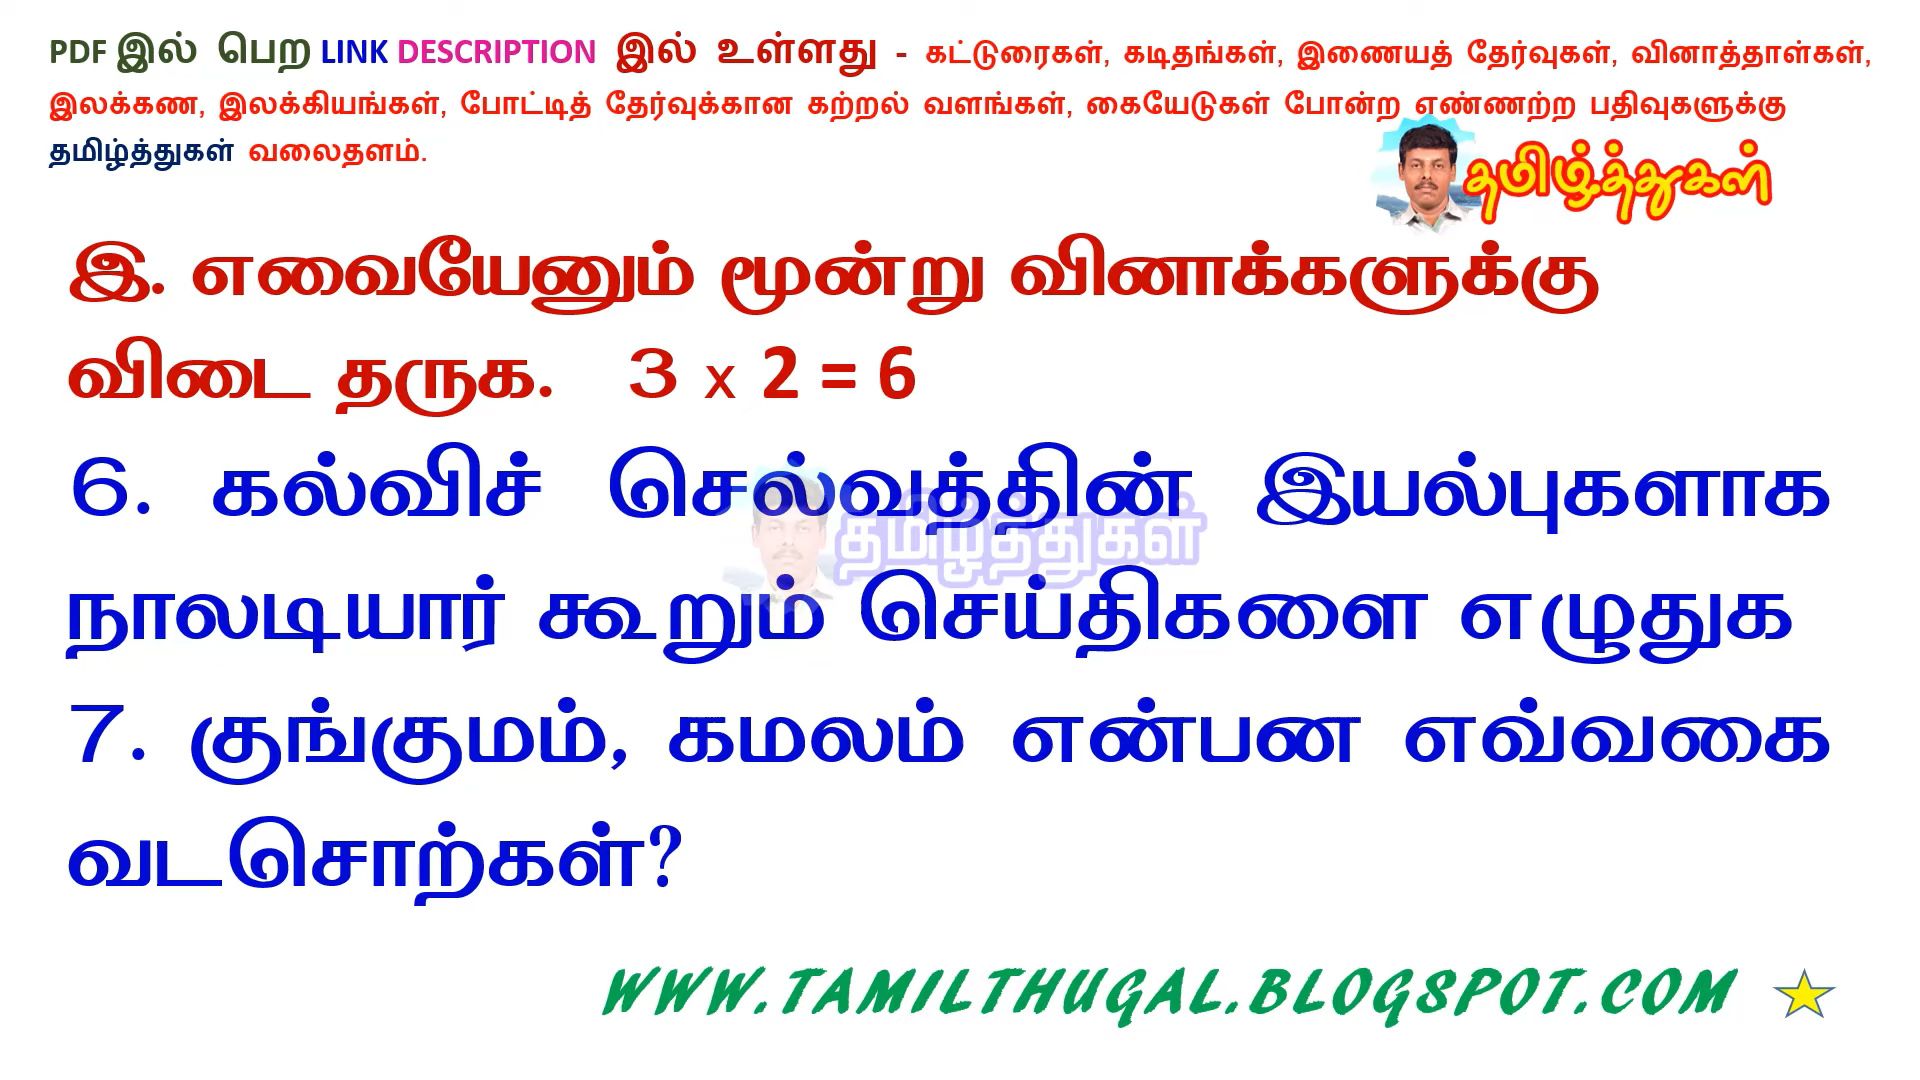 PDF இல் பெற LINK DESCRIPTION இல் உள்ளது - கட்டுரைகள், கடிதங்கள், இணையத் தேர்வுகள், வினாத்தாள்கள்,
இலக்கண, இலக்கியங்கள், போட்டித் தேர்வுக்கான கற்றல் வளங்கள், கையேடுகள் போன்ற எண்ணற்ற பதிவுகளுக்கு
தமிழ்த்துகள் வலைதளம்.
தமிழ்த்துகள்
இ. எவையேனும் மூன்று வினாக்களுக்கு
விடை தருக. 3 x 2 = 6
6. கல்விச் செல்வத்தின் இயல்புகளாக
தமிழ்த்துகள்
நாலடியார் கூறும் செய்திகளை எழுதுக
7. குங்குமம், கமலம் என்பன எவ்வகை
வடசொற்கள்?
WWW.TAMILTHUGAL.BLOGSPOT.COM